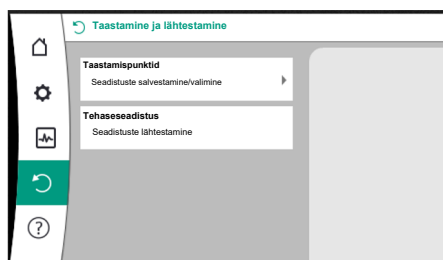 Taastamine ja lähtestamine
Taastamispunktid
Seadistuste salvestamine/valimine
Tehaseseadistus
Seadistuste lähtestamine